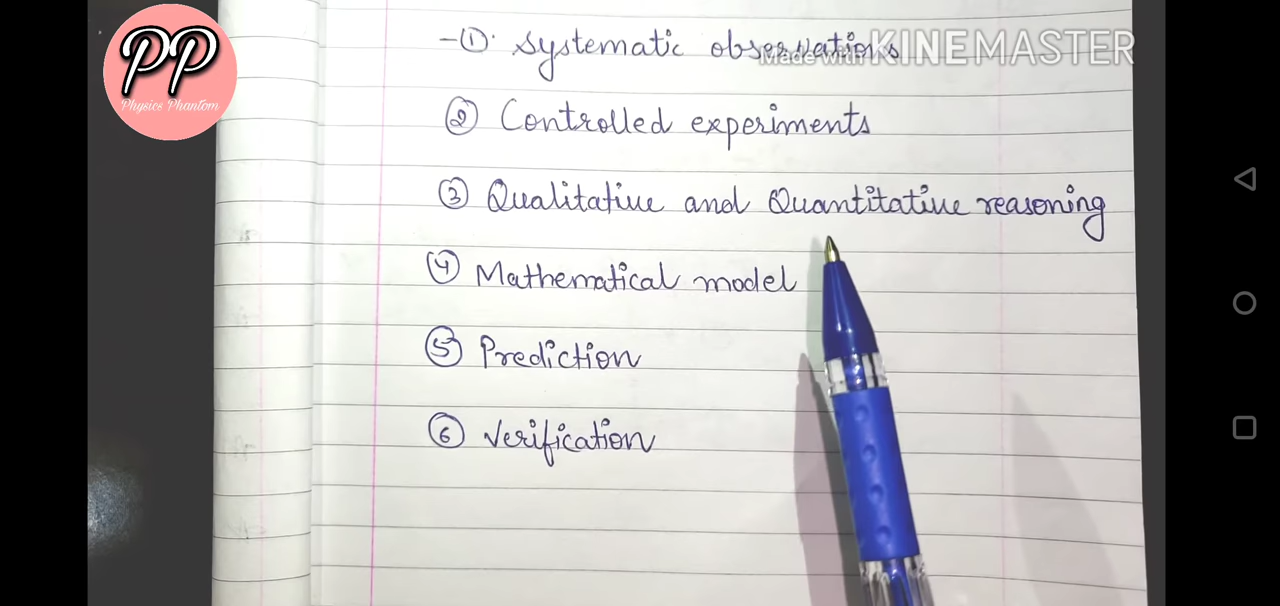 PP
Physics Phantom
Made with KINEMASTER
-① Systematic observations
② Controlled experiments
③ Qualitative and Quantitative reasoning
④ Mathematical model
⑤ Prediction
⑥ Verification